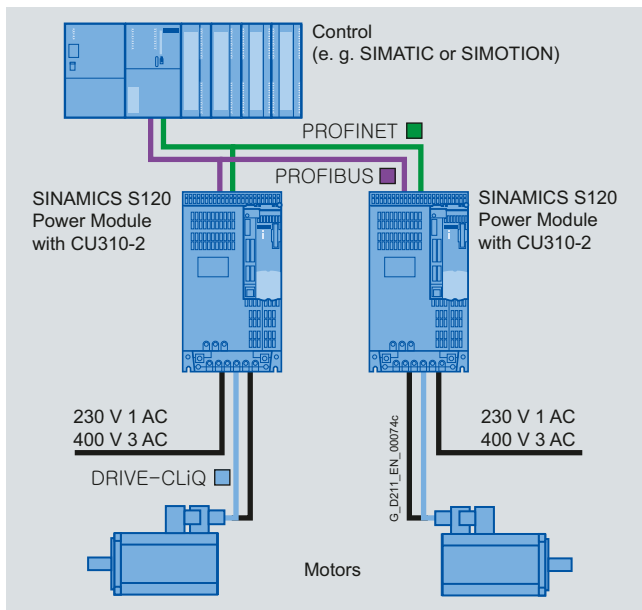 Control
(e. g. SIMATIC or SIMOTION)
PROFINET
PROFIBUS
SINAMICS S120
Power Module
with CU310-2
SINAMICS S120
Power Module
with CU310-2
230 V 1 AC
400 V 3 AC
230 V 1 AC
400 V 3 AC
G_D211_EN_00074c
DRIVE-CLiQ
Motors